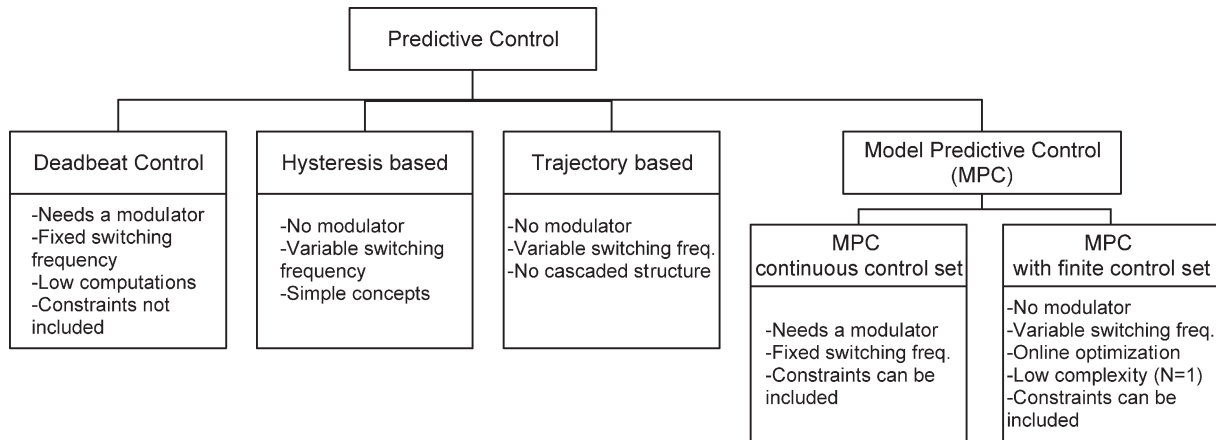 Predictive Control
Deadbeat Control
-Needs a modulator
-Fixed switching
frequency
-Low computations
-Constraints not
included
Hysteresis based
-No modulator
-Variable switching
frequency
-Simple concepts
Trajectory based
-No modulator
-Variable switching freq.
-No cascaded structure
Model Predictive Control
(MPC)
MPC
continuous control set
-Needs a modulator
-Fixed switching freq.
-Constraints can be
included
MPC
with finite control set
-No modulator
-Variable switching freq.
-Online optimization
-Low complexity (N=1)
-Constraints can be
included